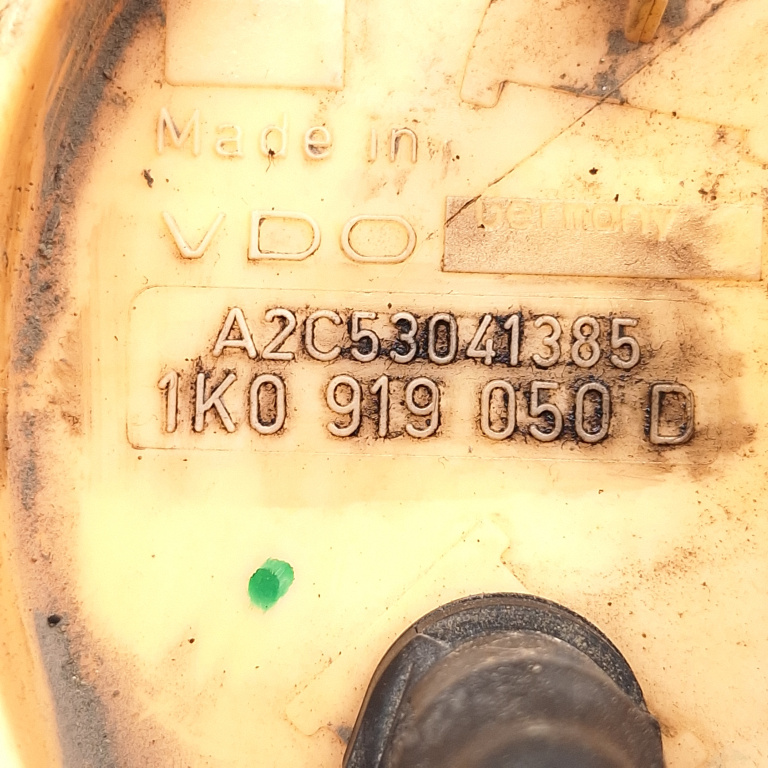 Made in
VDO Germany
A2C53041385
1K0 919 050 D